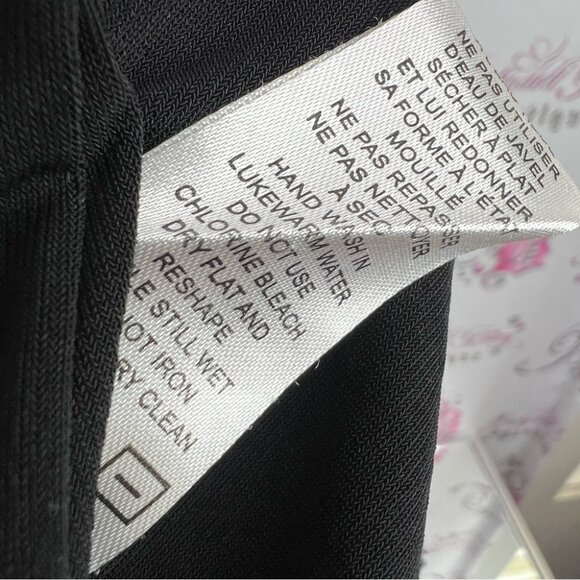 NE PAS UTILISER
D'EAU DE JAVEL
SÉCHER À PLAT
ET LUI REDONNER
SA FORME À L'ÉTAT
MOUILLÉ
NE PAS REPASSER
NE PAS NETTOYER
À SEC
HAND WASH IN
LUKEWARM WATER
DO NOT USE
CHLORINE BLEACH
DRY FLAT AND
RESHAPE
LE STILL WET
NOT IRON
RY CLEAN